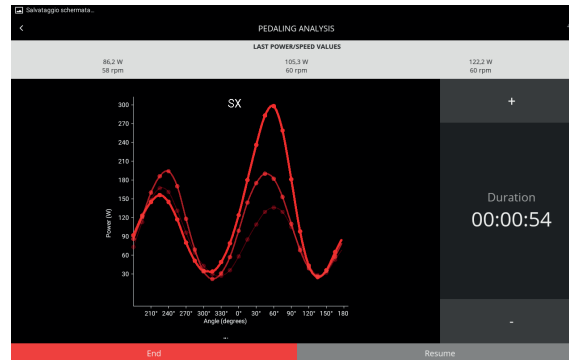 Salvataggio schermata...
PEDALING ANALYSIS
LAST POWER/SPEED VALUES
86,2 W 105,3 W 122,2 W
58 rpm 60 rpm 60 rpm
SX
300
270
240
210
180
150
120
90
60
30
Power (W)
210° 240° 270° 300° 330° 0° 30° 60° 90° 120° 150° 180
Angle (degrees)
+
Duration
00:00:54
-
End Resume